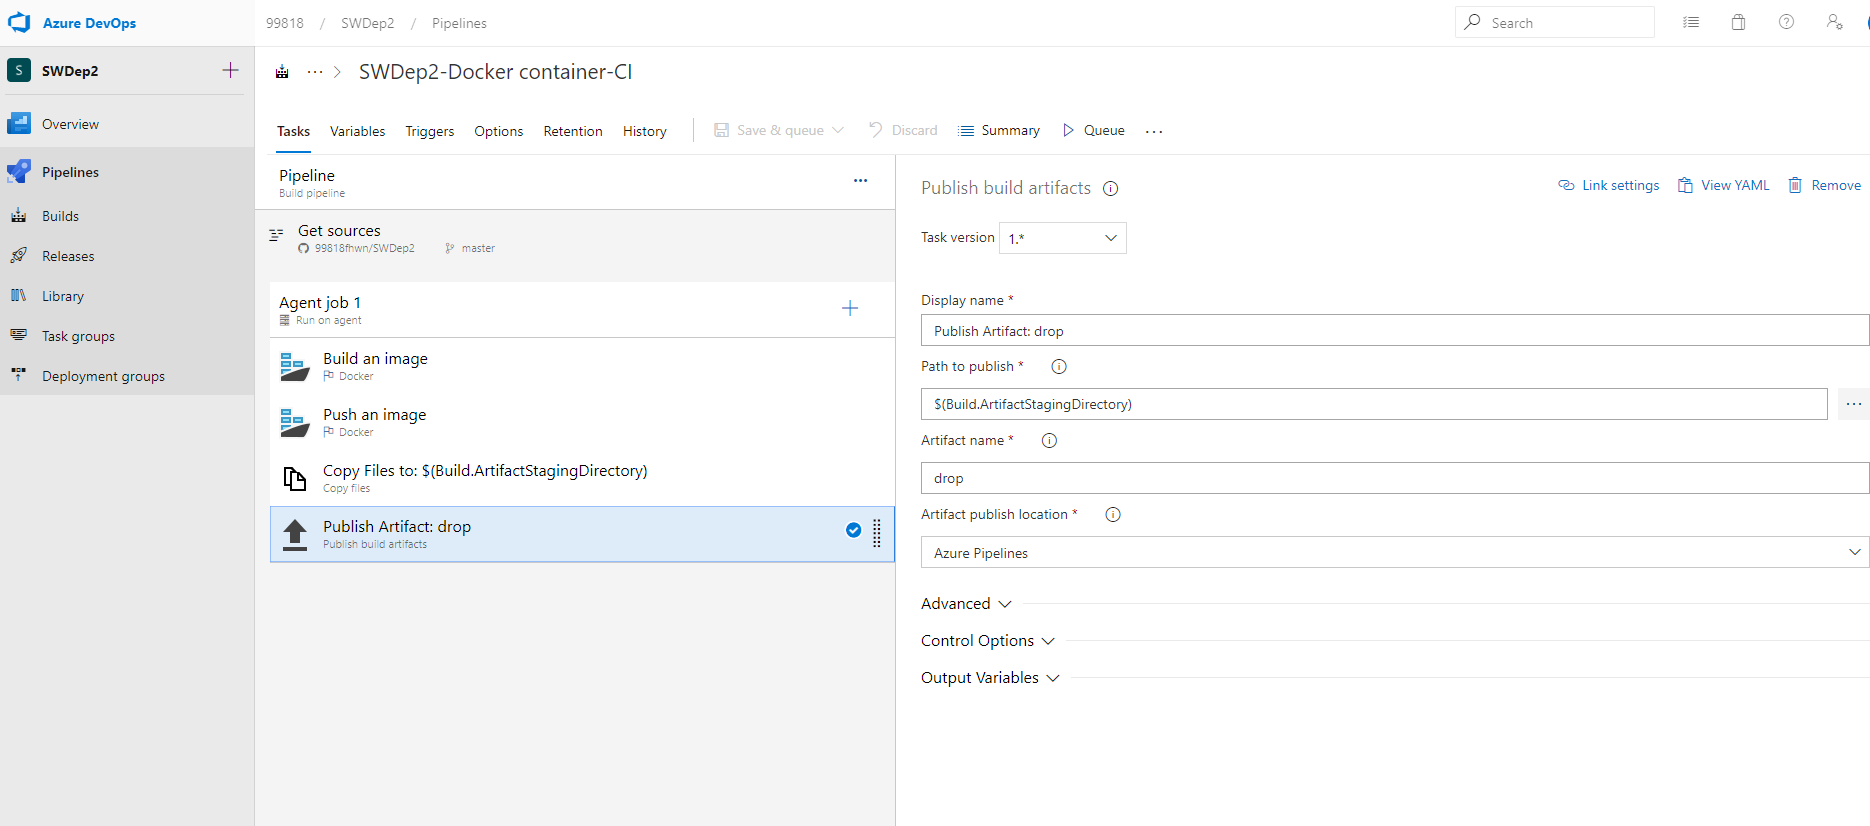 Azure DevOps
99818 / SWDep2 / Pipelines
Search
S SWDep2
Overview
Pipelines
Builds
Releases
Library
Task groups
Deployment groups
SWDep2-Docker container-CI
Tasks Variables Triggers Options Retention History Save & queue Discard Summary Queue
Pipeline
Build pipeline
Get sources
99818fhwn/SWDep2 master
Agent job 1
Run on agent
Build an image
Docker
Push an image
Docker
Copy Files to: $(Build.ArtifactStagingDirectory)
Copy files
Publish Artifact: drop
Publish build artifacts
Publish build artifacts
Link settings View YAML Remove
Task version 1.*
Display name *
Publish Artifact: drop
Path to publish *
$(Build.ArtifactStagingDirectory)
Artifact name *
drop
Artifact publish location *
Azure Pipelines
Advanced
Control Options
Output Variables